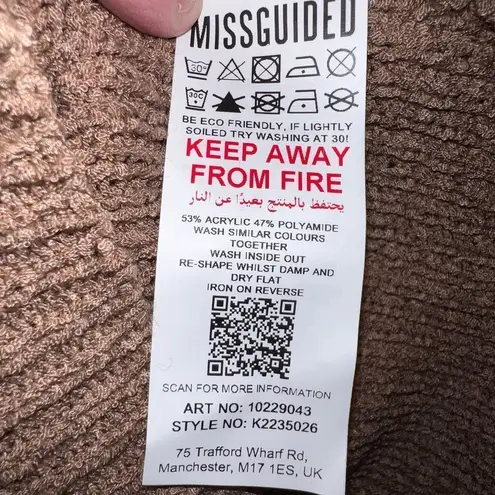 MISSGUIDED
30°
30C
BE ECO FRIENDLY, IF LIGHTLY
SOILED TRY WASHING AT 30!
KEEP AWAY
FROM FIRE
يحتفظ بالمنتج بعيدًا عن النار
53% ACRYLIC 47% POLYAMIDE
WASH SIMILAR COLOURS
TOGETHER
WASH INSIDE OUT
RE-SHAPE WHILST DAMP AND
DRY FLAT
IRON ON REVERSE
SCAN FOR MORE INFORMATION
ART NO: 10229043
STYLE NO: K2235026
75 Trafford Wharf Rd,
Manchester, M17 1ES, UK